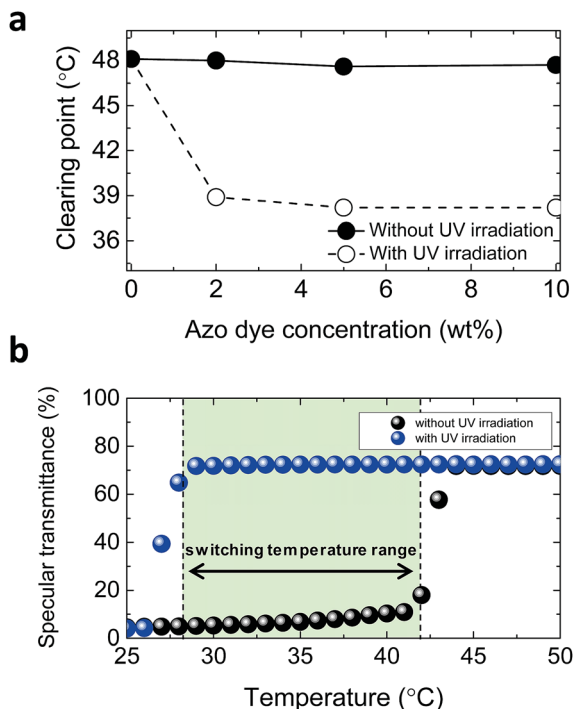 a
Clearing point (°C)
48
45
42
39
36
Without UV irradiation
With UV irradiation
0 2 4 6 8 10
Azo dye concentration (wt%)
b
Specular transmittance (%)
100
80
60
40
20
0
without UV irradiation
with UV irradiation
switching temperature range
25 30 35 40 45 50
Temperature (°C)